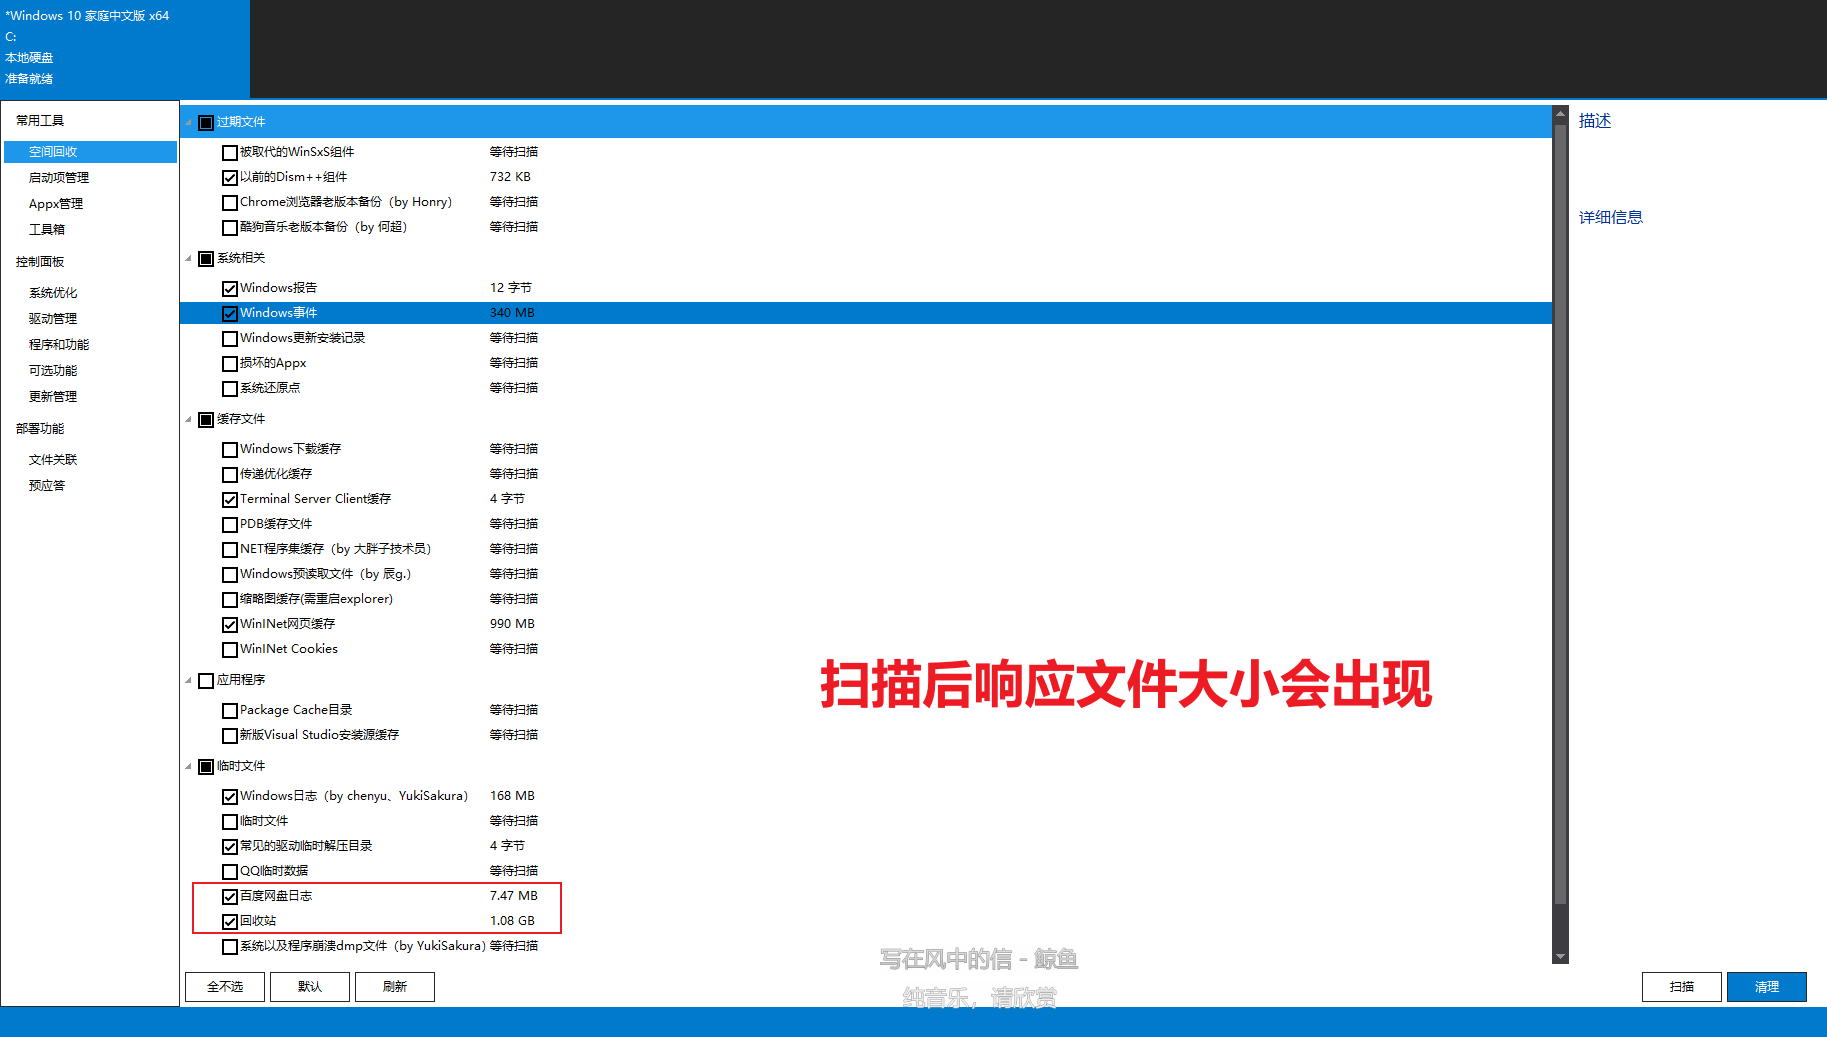 *Windows 10 家庭中文版 x64
C:
本地硬盘
准备就绪
常用工具
空间回收
启动项管理
Appx管理
工具箱
控制面板
系统优化
驱动管理
程序和功能
可选功能
更新管理
部署功能
文件关联
预应答
过期文件
被取代的WinSxS组件 等待扫描
以前的Dism++组件 732 KB
Chrome浏览器老版本备份（by Honry） 等待扫描
酷狗音乐老版本备份（by 何超） 等待扫描
系统相关
Windows报告 12 字节
Windows事件 340 MB
Windows更新安装记录 等待扫描
损坏的Appx 等待扫描
系统还原点 等待扫描
缓存文件
Windows下载缓存 等待扫描
传递优化缓存 等待扫描
Terminal Server Client缓存 4 字节
PDB缓存文件 等待扫描
NET程序集缓存（by 大胖子技术员） 等待扫描
Windows预读取文件（by 辰g.） 等待扫描
缩略图缓存(需重启explorer) 等待扫描
WinINet网页缓存 990 MB
WinINet Cookies 等待扫描
应用程序
Package Cache目录 等待扫描
新版Visual Studio安装源缓存 等待扫描
临时文件
Windows日志（by chenyu、YukiSakura） 168 MB
临时文件 等待扫描
常见的驱动临时解压目录 4 字节
QQ临时数据 等待扫描
百度网盘日志 7.47 MB
回收站 1.08 GB
系统以及程序崩溃dmp文件（by YukiSakura) 等待扫描
扫描后响应文件大小会出现
描述
详细信息
写在风中的信 - 鲸鱼
纯音乐，请欣赏
全不选 默认 刷新 扫描 清理